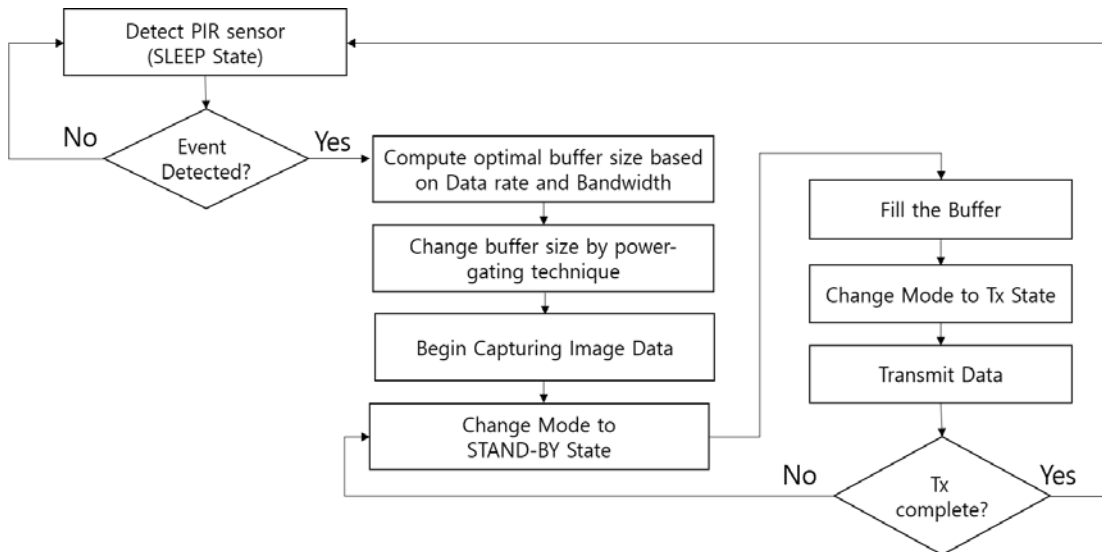 Detect PIR sensor
(SLEEP State)
No
Event
Detected?
Yes
Compute optimal buffer size based
on Data rate and Bandwidth
Change buffer size by power-
gating technique
Begin Capturing Image Data
Change Mode to
STAND-BY State
Fill the Buffer
Change Mode to Tx State
Transmit Data
No
Tx
complete?
Yes